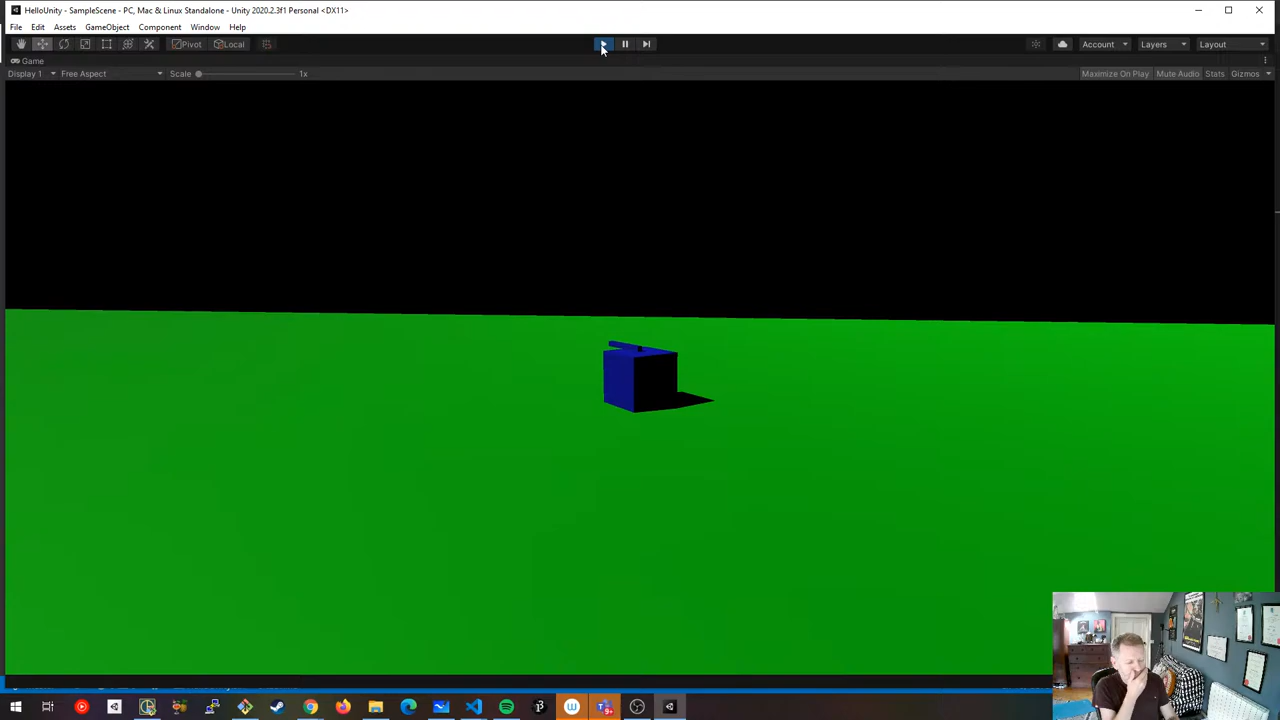 HelloUnity - SampleScene - PC, Mac & Linux Standalone - Unity 2020.2.3f1 Personal <DX11>
File Edit Assets GameObject Component Window Help
Pivot Local Account Layers Layout
Game
Display 1 Free Aspect Scale 1x Maximize On Play Mute Audio Stats Gizmos